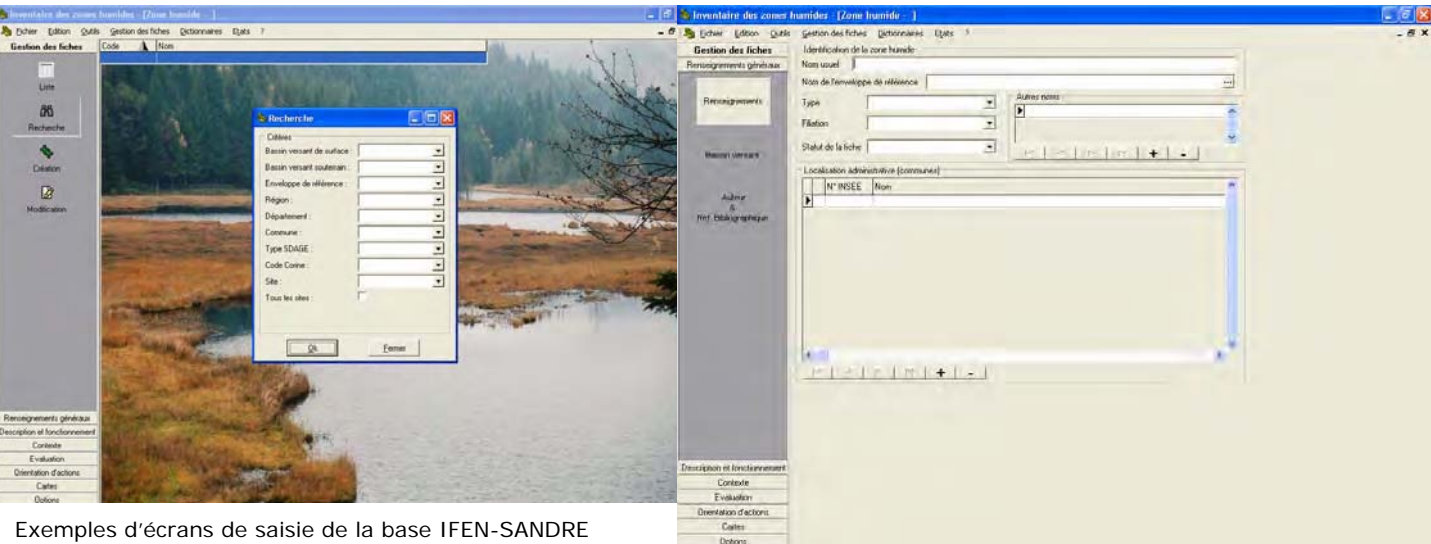 Inventaire des zones humides - [Zone humide - ]
Fichier Edition Outils Gestion des fiches Dictionnaires Etats ?
Gestion des fiches
Code Nom
Liste
Recherche
Création
Modification
Recherche
Critères
Bassin versant de surface :
Bassin versant souterrain :
Enveloppe de référence :
Région :
Département :
Commune :
Type SDAGE :
Code Corine :
Site :
Tous les sites :
Ok Fermer
Renseignements généraux
Description et fonctionnement
Contexte
Evaluation
Orientation d'actions
Cartes
Options
Exemples d'écrans de saisie de la base IFEN-SANDRE
Inventaire des zones humides - [Zone humide - ]
Fichier Edition Outils Gestion des fiches Dictionnaires Etats ?
Gestion des fiches
Renseignements généraux
Renseignements
Bassin versant
Auteur
&
Réf. Bibliographique
Identification de la zone humide
Nom usuel
Nom de l'enveloppe de référence ...
Type
Filiation
Statut de la fiche
Autres noms
+ -
Localisation administrative (communes)
N° INSEE Nom
+ -
Description et fonctionnement
Contexte
Evaluation
Orientation d'actions
Cartes
Options